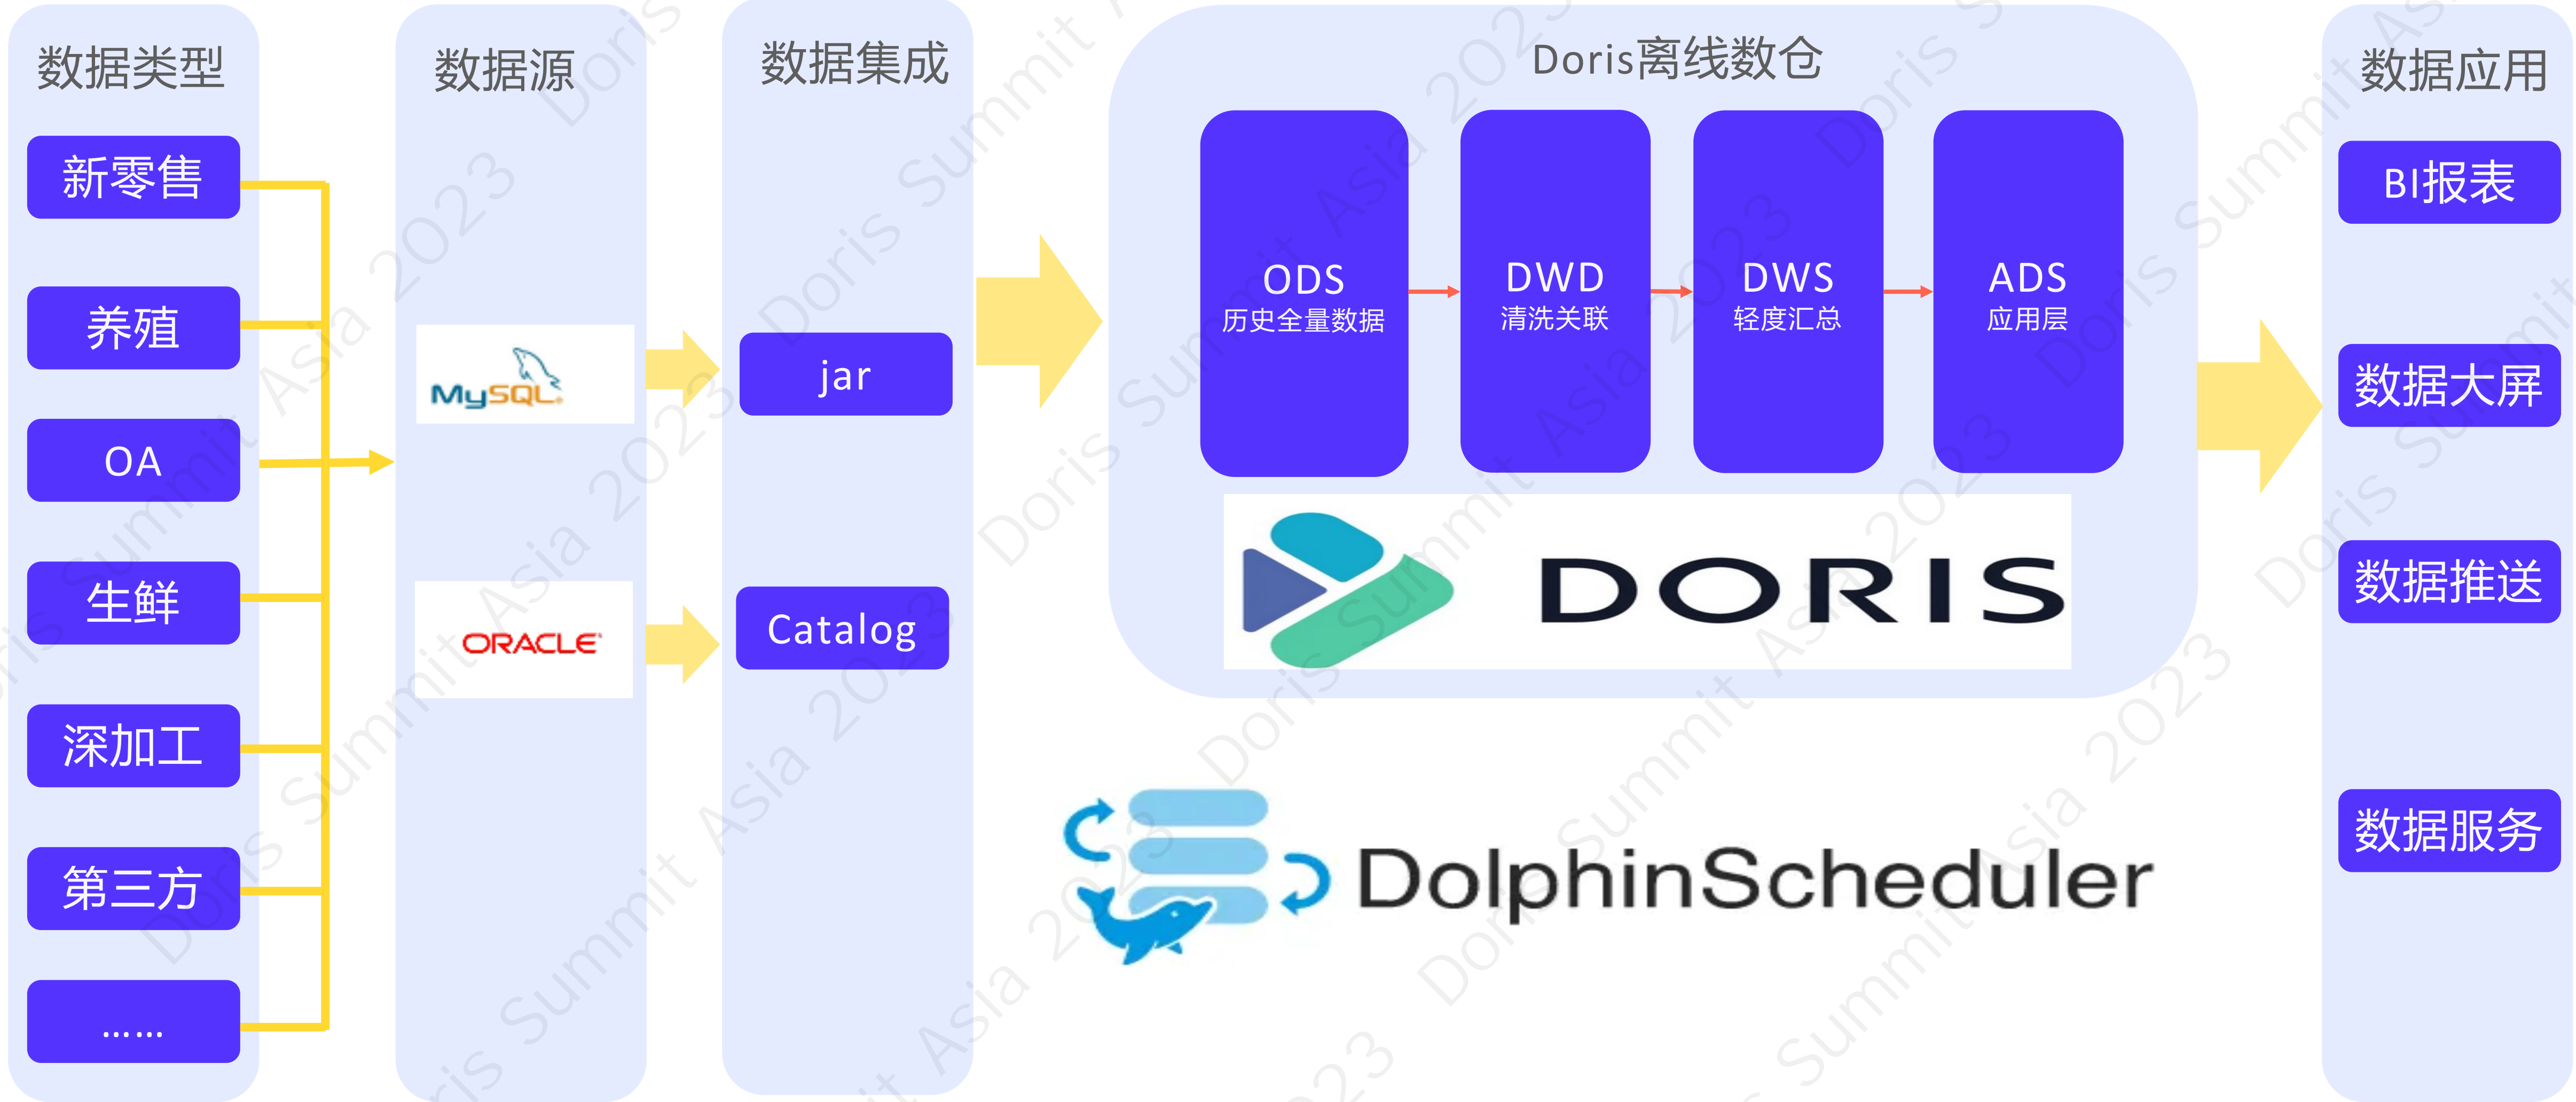 数据类型
新零售
养殖
OA
生鲜
深加工
第三方
……
数据源
MySQL
ORACLE
数据集成
jar
Catalog
Doris离线数仓
ODS
历史全量数据
DWD
清洗关联
DWS
轻度汇总
ADS
应用层
DORIS
DolphinScheduler
数据应用
BI报表
数据大屏
数据推送
数据服务
Doris Summit Asia 2023